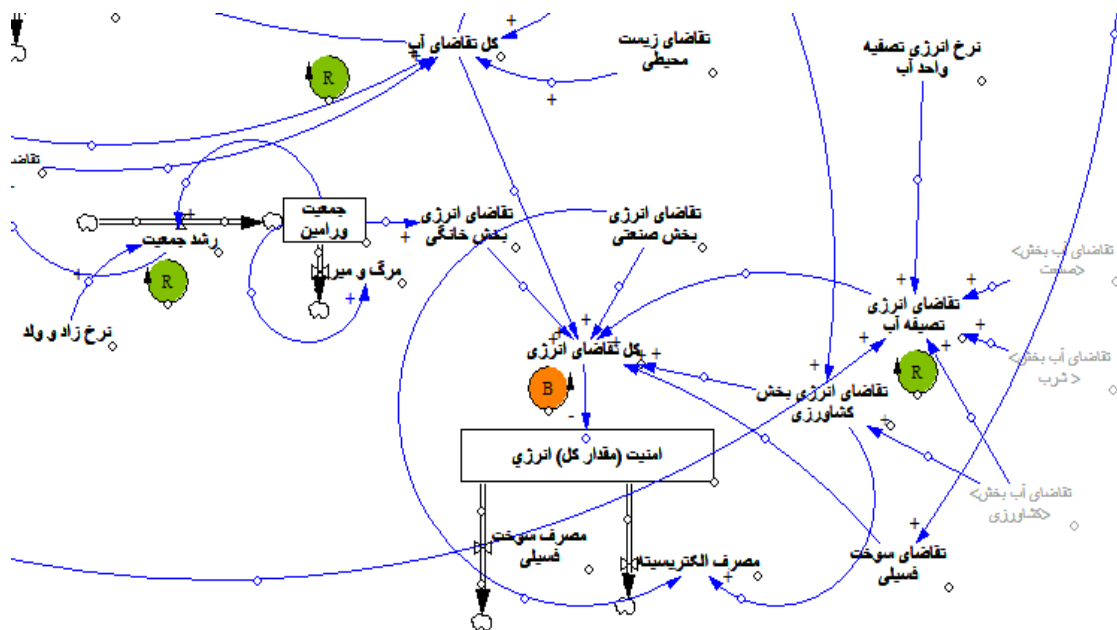 کل تقاضای آب
تقاضای زیست
محیطی
نرخ انرژی تصفیه
واحد آب
R
تقاضا
جمعیت
ورامین
تقاضای انرژی
بخش خانگی
تقاضای انرژی
بخش صنعتی
رشد جمعیت
R
مرگ و میر
نرخ زاد و ولد
<تقاضای آب بخش
صنعت>
تقاضای انرژی
تصیفه آب
<تقاضای آب بخش
شرب >
R
کل تقاضای انرژی
B
تقاضای انرژی بخش
کشاورزی
امنیت (مقدار کل) انرژي
<تقاضای آب بخش
کشاورزی>
مصرف سوخت
فسیلی
مصرف الکتریسیته
تقاضای سوخت
فسیلی